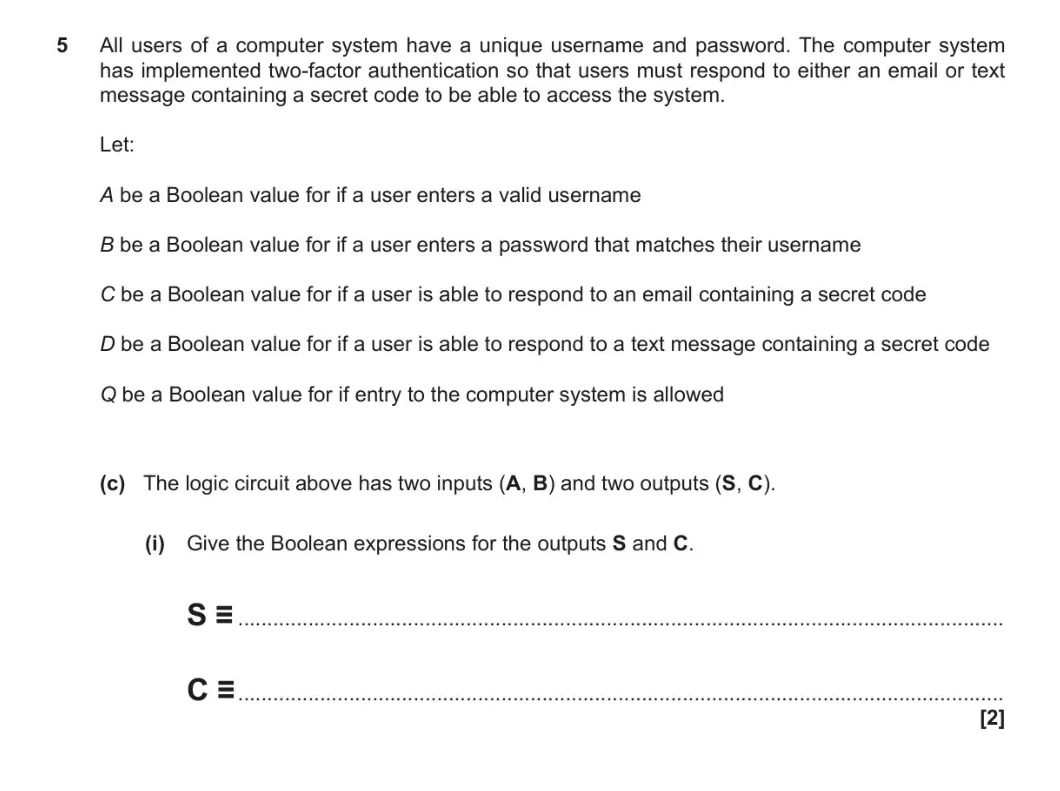 5 All users of a computer system have a unique username and password. The computer system
has implemented two-factor authentication so that users must respond to either an email or text
message containing a secret code to be able to access the system.
Let:
A be a Boolean value for if a user enters a valid username
B be a Boolean value for if a user enters a password that matches their username
C be a Boolean value for if a user is able to respond to an email containing a secret code
D be a Boolean value for if a user is able to respond to a text message containing a secret code
Q be a Boolean value for if entry to the computer system is allowed
(c) The logic circuit above has two inputs (A, B) and two outputs (S, C).
(i) Give the Boolean expressions for the outputs S and C.
S ≡ ........................................................................................................................
C ≡ ........................................................................................................................
[2]